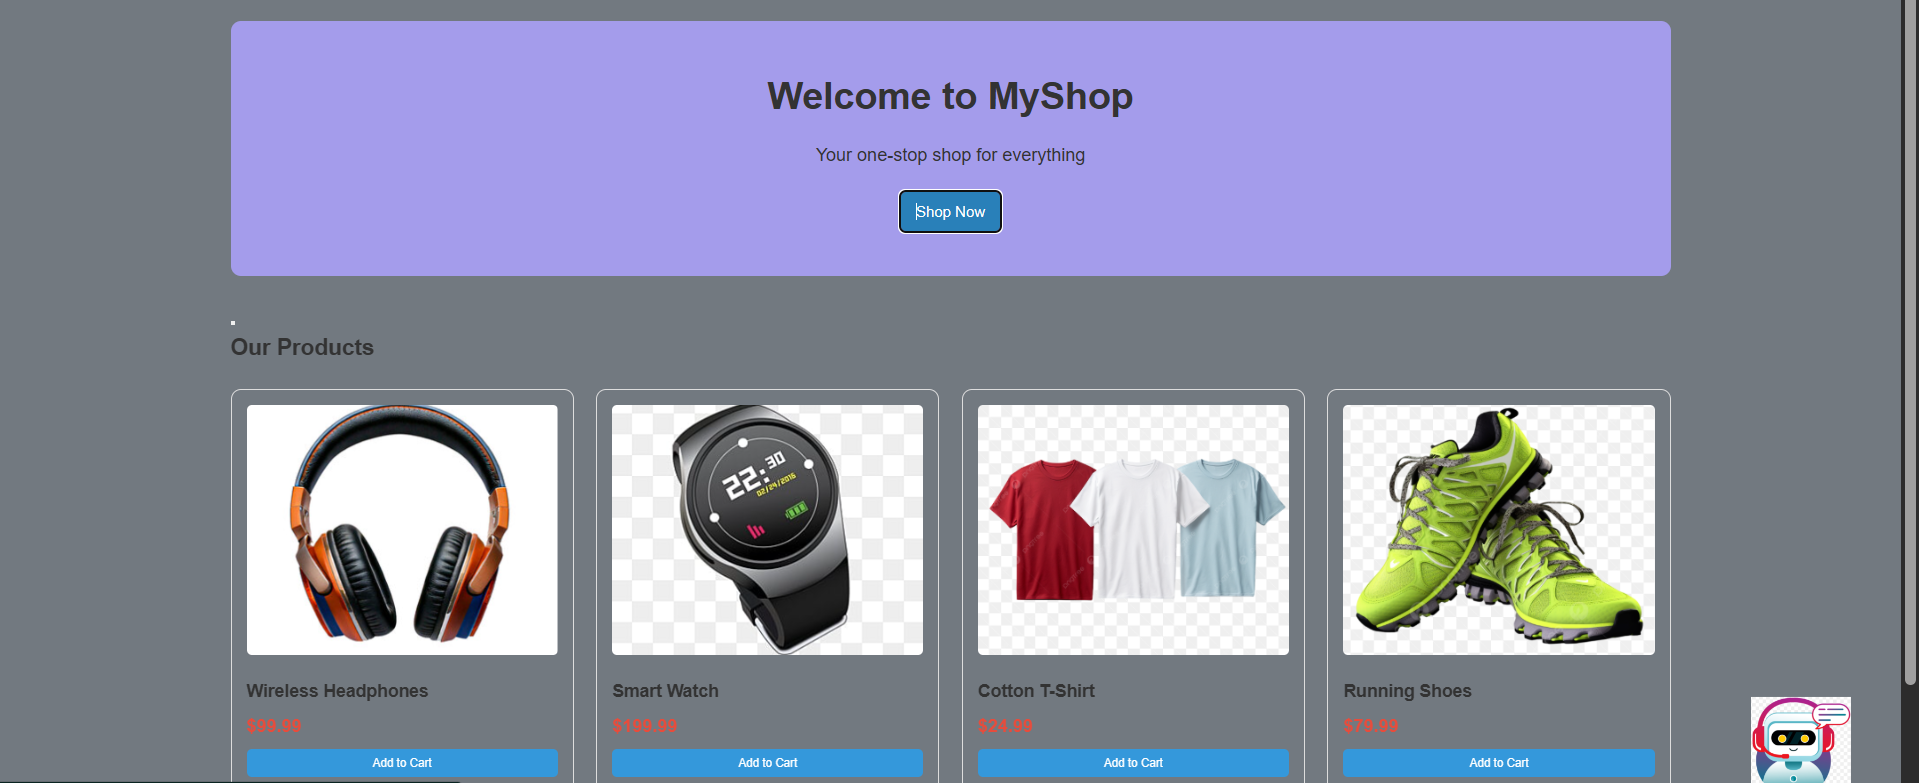 Welcome to MyShop
Your one-stop shop for everything
Shop Now
Our Products
22:30
02/24/2016
Wireless Headphones
$99.99
Add to Cart
Smart Watch
$199.99
Add to Cart
Cotton T-Shirt
$24.99
Add to Cart
Running Shoes
$79.99
Add to Cart